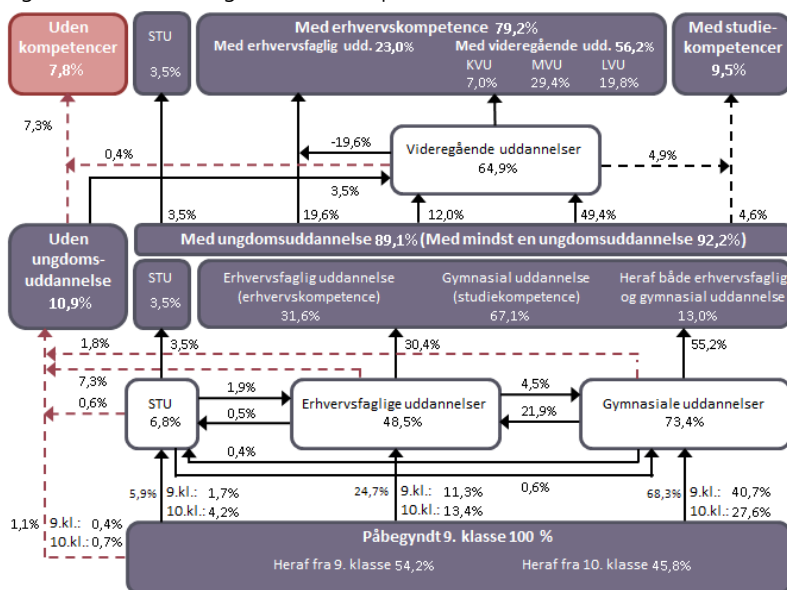 Uden
kompetencer
7,8%
STU
3,5%
Med erhvervskompetence 79,2%
Med erhvervsfaglig udd. 23,0%
Med videregående udd. 56,2%
KVU MVU LVU
7,0% 29,4% 19,8%
Med studie-
kompetencer
9,5%
7,3%
-19,6%
0,4%
Videregående uddannelser
64,9%
4,9%
3,5%
3,5%
19,6%
12,0%
49,4%
4,6%
Uden
ungdoms-
uddannelse
10,9%
Med ungdomsuddannelse 89,1% (Med mindst en ungdomsuddannelse 92,2%)
STU
3,5%
Erhvervsfaglig uddannelse
(erhvervskompetence)
31,6%
Gymnasial uddannelse
(studiekompetence)
67,1%
Heraf både erhvervsfaglig
og gymnasial uddannelse
13,0%
1,8%
3,5%
30,4%
55,2%
7,3%
0,6%
STU
6,8%
1,9%
0,5%
Erhvervsfaglige uddannelser
48,5%
4,5%
21,9%
Gymnasiale uddannelser
73,4%
0,4%
0,6%
5,9%
9.kl.: 1,7%
10.kl.: 4,2%
24,7%
9.kl.: 11,3%
10.kl.: 13,4%
68,3%
9.kl.: 40,7%
10.kl.: 27,6%
1,1%
9.kl.: 0,4%
10.kl.: 0,7%
Påbegyndt 9. klasse 100 %
Heraf fra 9. klasse 54,2%
Heraf fra 10. klasse 45,8%